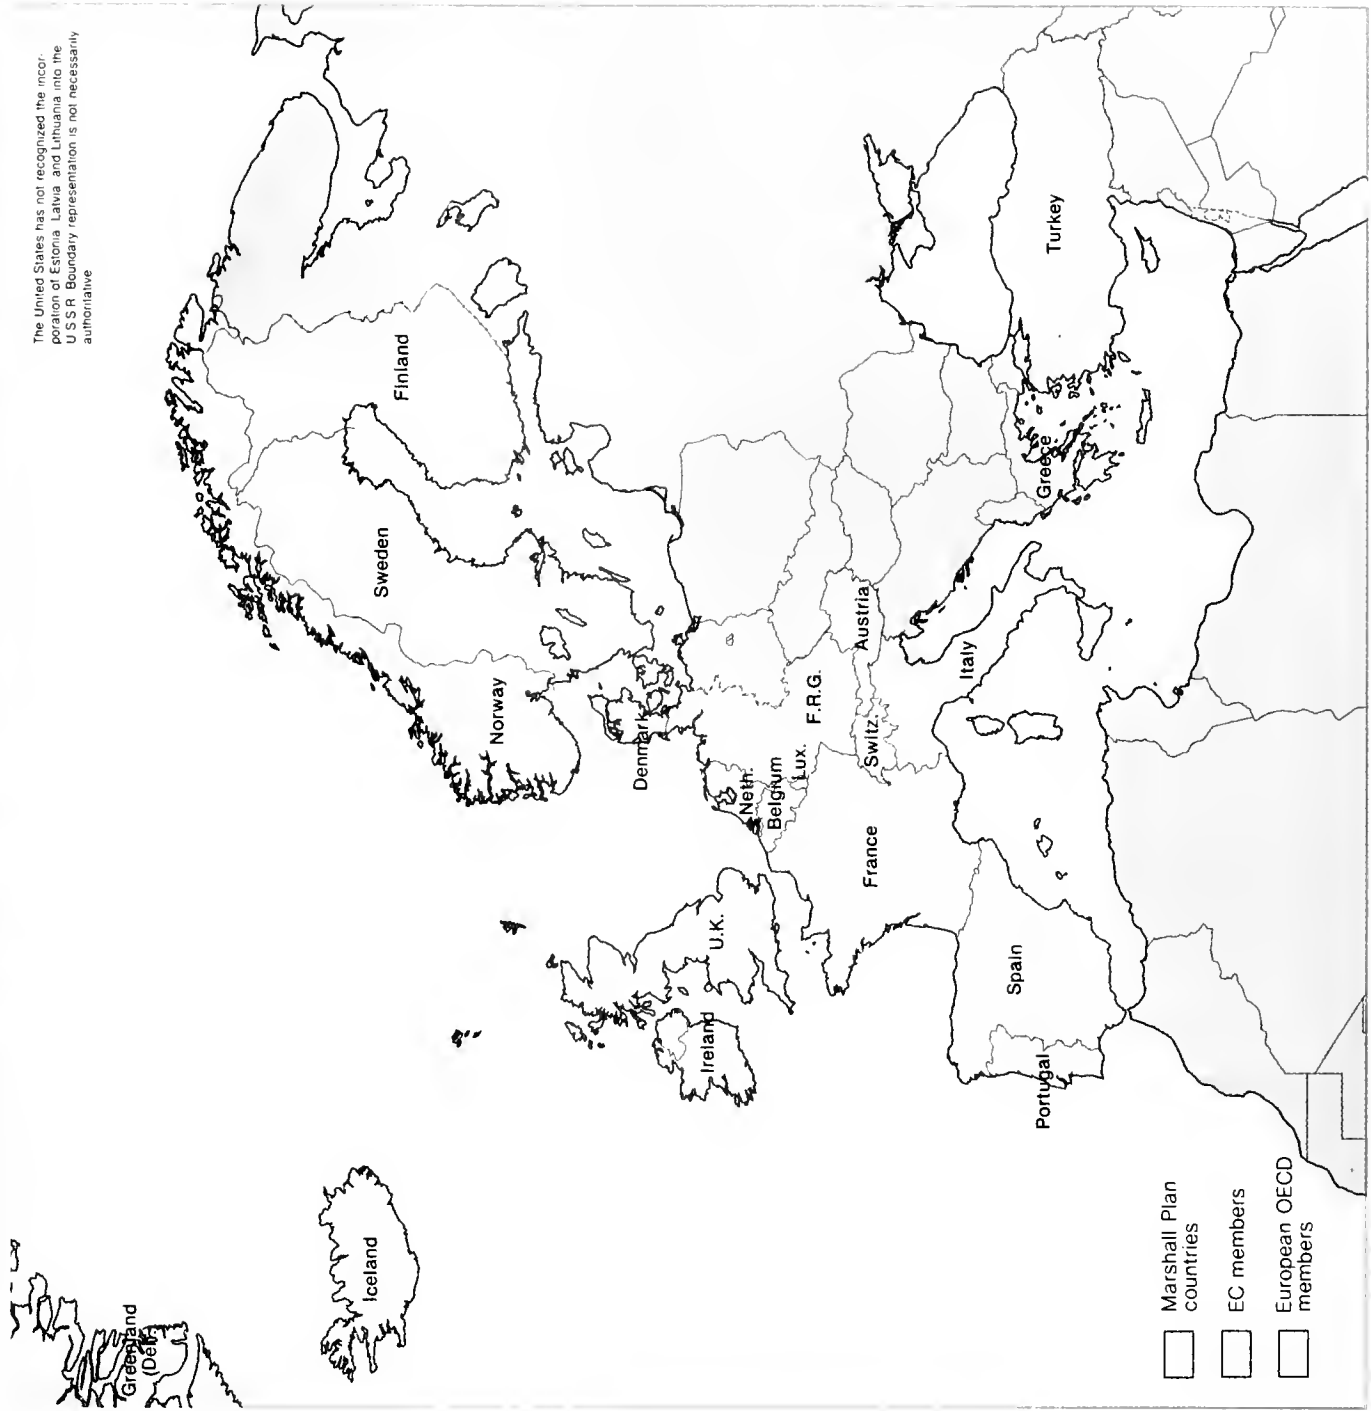 The United States has not recognized the incor-
poration of Estonia Latvia and Lithuania into the
U S S R Boundary representation is not necessarily
authoritative
Greenland
(Den.)
Iceland
Finland
Sweden
Norway
Denmark
U.K.
Ireland
Neth.
Belgium
Lux.
F.R.G.
France
Switz.
Austria
Italy
Spain
Portugal
Greece
Turkey
Marshall Plan
countries
EC members
European OECD
members